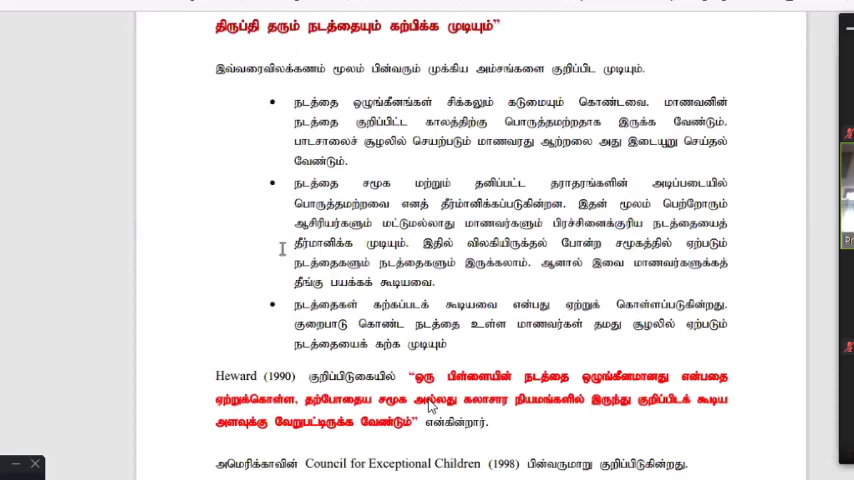 திருப்தி தரும் நடத்தையும் கற்பிக்க முடியும்”
இவ்வரைவிலக்கணம் மூலம் பின்வரும் முக்கிய அம்சங்களை குறிப்பிட முடியும்.
• நடத்தை ஒழுங்கீனங்கள் சிக்கலும் கடுமையும் கொண்டவை. மாணவனின்
நடத்தை குறிப்பிட்ட காலத்திற்கு பொருத்தமற்றதாக இருக்க வேண்டும்.
பாடசாலைச் சூழலில் செயற்படும் மாணவரது ஆற்றலை அது இடையூறு செய்தல்
வேண்டும்.
• நடத்தை சமூக மற்றும் தனிப்பட்ட தராதரங்களின் அடிப்படையில்
பொருத்தமற்றவை எனத் தீர்மானிக்கப்படுகின்றன. இதன் மூலம் பெற்றோரும்
ஆசிரியர்களும் மட்டுமல்லாது மாணவர்களும் பிரச்சினைக்குரிய நடத்தையைத்
தீர்மானிக்க முடியும். இதில் விலகியிருத்தல் போன்ற சமூகத்தில் ஏற்படும்
நடத்தைகளும் நடத்தைகளும் இருக்கலாம். ஆனால் இவை மாணவர்களுக்கத்
தீங்கு பயக்கக் கூடியவை.
• நடத்தைகள் கற்கப்படக் கூடியவை என்பது ஏற்றுக் கொள்ளப்படுகின்றது.
குறைபாடு கொண்ட நடத்தை உள்ள மாணவர்கள் தமது சூழலில் ஏற்படும்
நடத்தையைக் கற்க முடியும்
Heward (1990) குறிப்பிடுகையில் “ஒரு பிள்ளையின் நடத்தை ஒழுங்கீனமானது என்பதை
ஏற்றுக்கொள்ள, தற்போதைய சமூக அல்லது கலாசார நியமங்களில் இருந்து குறிப்பிடக் கூடிய
அளவுக்கு வேறுபட்டிருக்க வேண்டும்” என்கின்றார்.
அமெரிக்காவின் Council for Exceptional Children (1998) பின்வருமாறு குறிப்பிடுகின்றது.